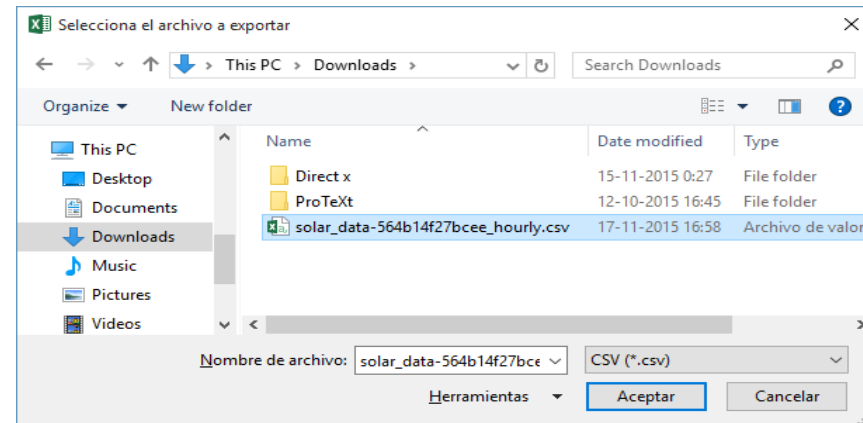 Selecciona el archivo a exportar
This PC > Downloads >
Search Downloads
Organize
New folder
This PC
Desktop
Documents
Downloads
Music
Pictures
Videos
Name Date modified Type
Direct x 15-11-2015 0:27 File folder
ProTeXt 12-10-2015 16:45 File folder
solar_data-564b14f27bcee_hourly.csv 17-11-2015 16:58 Archivo de valor
Nombre de archivo: solar_data-564b14f27bce CSV (*.csv)
Herramientas Aceptar Cancelar